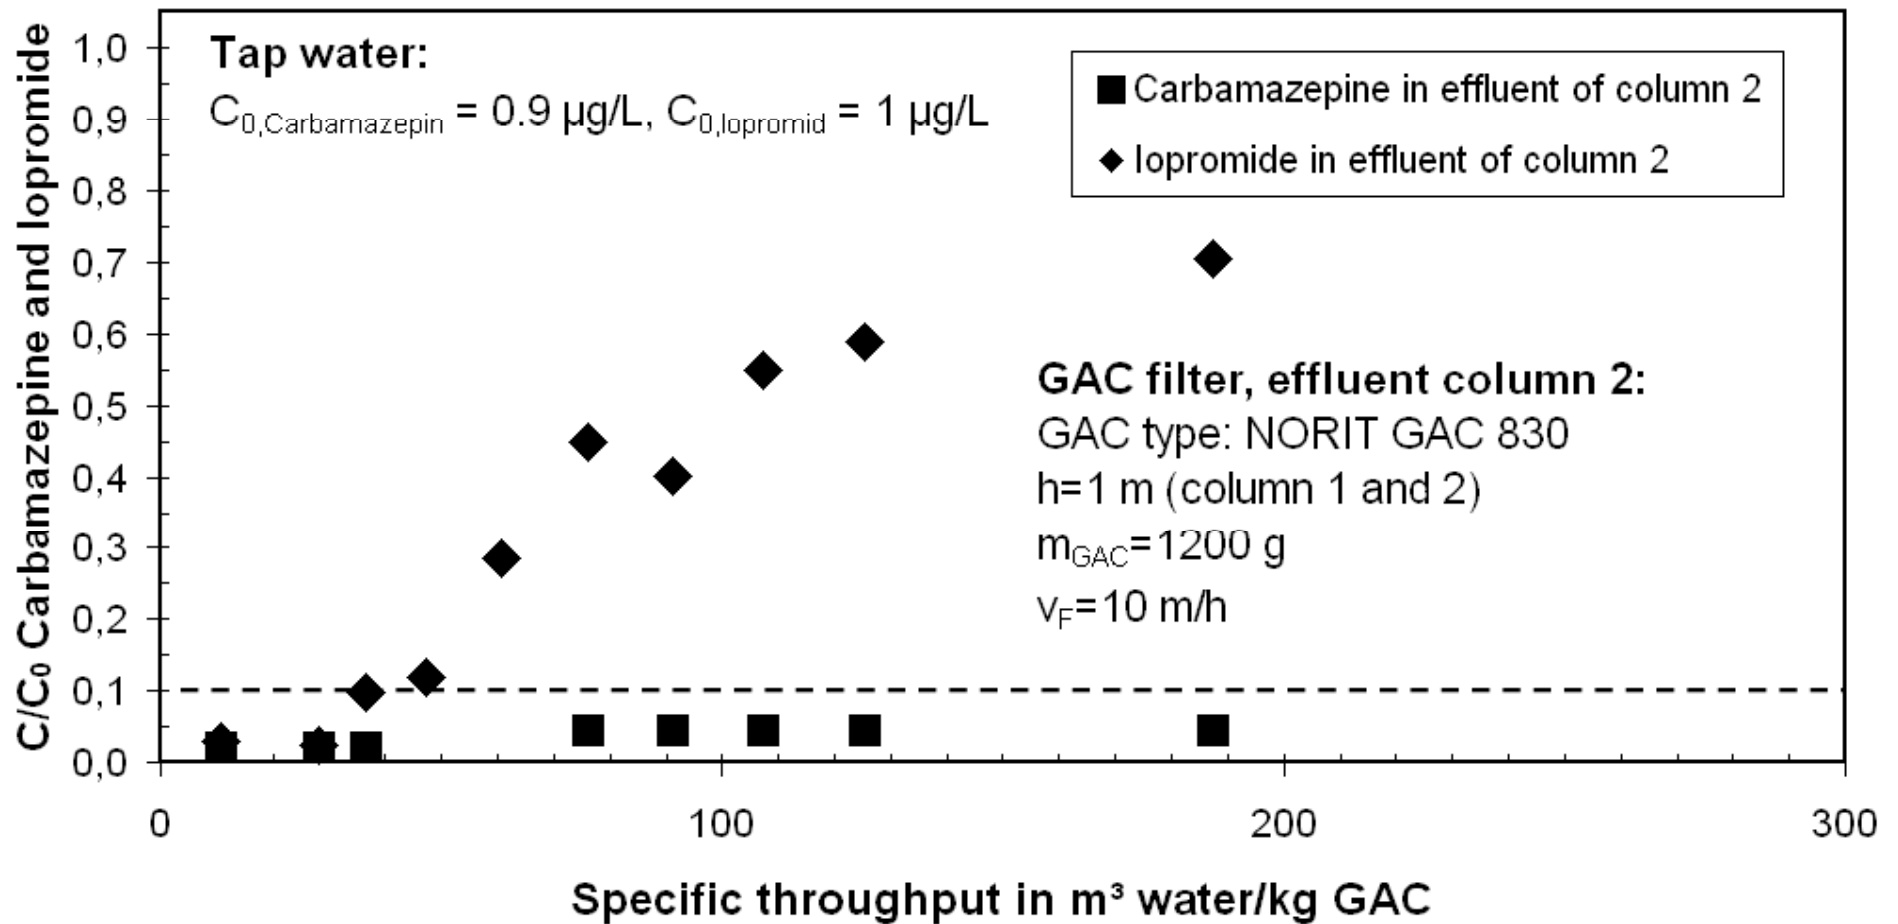 C/C₀ Carbamazepine and Iopromide
1,0
0,9
0,8
0,7
0,6
0,5
0,4
0,3
0,2
0,1
0,0
Tap water:
C₀,Carbamazepin = 0.9 µg/L, C₀,Iopromid = 1 µg/L
Carbamazepine in effluent of column 2
Iopromide in effluent of column 2
GAC filter, effluent column 2:
GAC type: NORIT GAC 830
h=1 m (column 1 and 2)
mGAC=1200 g
vF=10 m/h
0 100 200 300
Specific throughput in m³ water/kg GAC